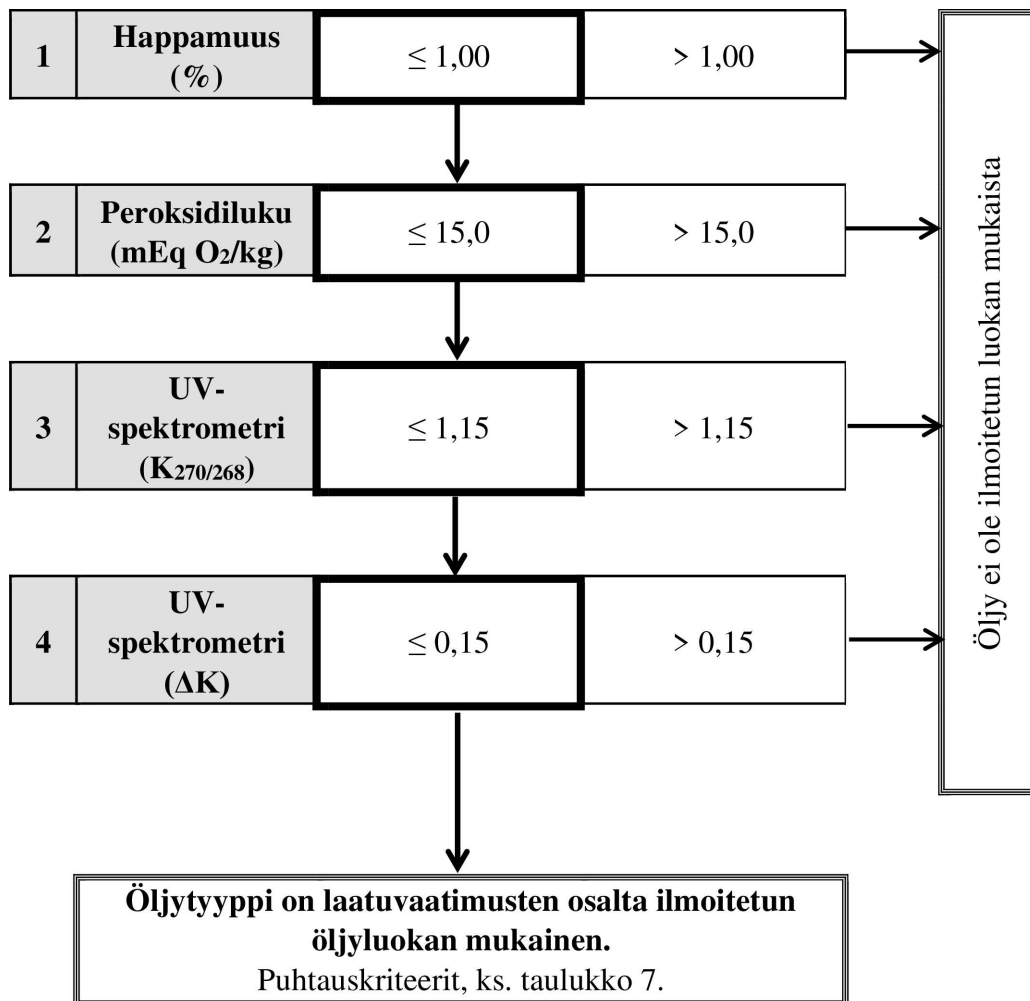 1
Happamuus
(%)
≤ 1,00
> 1,00
2
Peroksidiluku
(mEq O₂/kg)
≤ 15,0
> 15,0
3
UV-
spektrometri
(K₂₇₀/₂₆₈)
≤ 1,15
> 1,15
4
UV-
spektrometri
(ΔK)
≤ 0,15
> 0,15
Öljy ei ole ilmoitetun luokan mukaista
Öljytyyppi on laatuvaatimusten osalta ilmoitetun
öljyluokan mukainen.
Puhtauskriteerit, ks. taulukko 7.